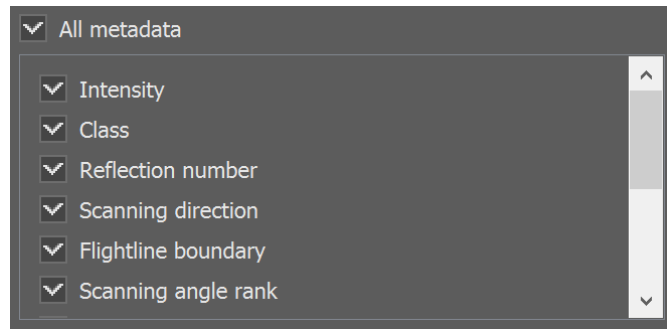 All metadata
Intensity
Class
Reflection number
Scanning direction
Flightline boundary
Scanning angle rank